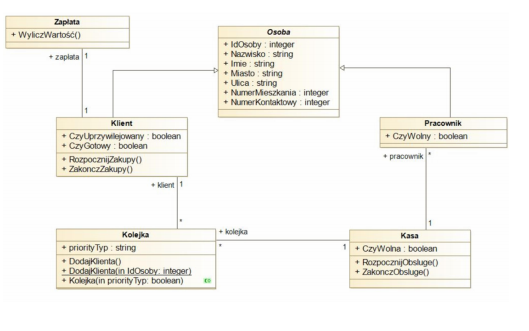 Zapłata
+ WyliczWartość()
+ zapłata
1
1
Osoba
+ IdOsoby : integer
+ Nazwisko : string
+ Imie : string
+ Miasto : string
+ Ulica : string
+ NumerMieszkania : integer
+ NumerKontaktowy : integer
Klient
+ CzyUprzywilejowany : boolean
+ CzyGotowy : boolean
+ RozpocznijZakupy()
+ ZakonczZakupy()
Pracownik
+ CzyWolny : boolean
+ pracownik
*
1
+ klient
1
*
Kolejka
+ priorityTyp : string
+ DodajKlienta()
+ DodajKlienta(in IdOsoby: integer)
+ Kolejka(in priorityTyp: boolean)
+ kolejka
*
1
Kasa
+ CzyWolna : boolean
+ RozpocznijObsluge()
+ ZakonczObsluge()